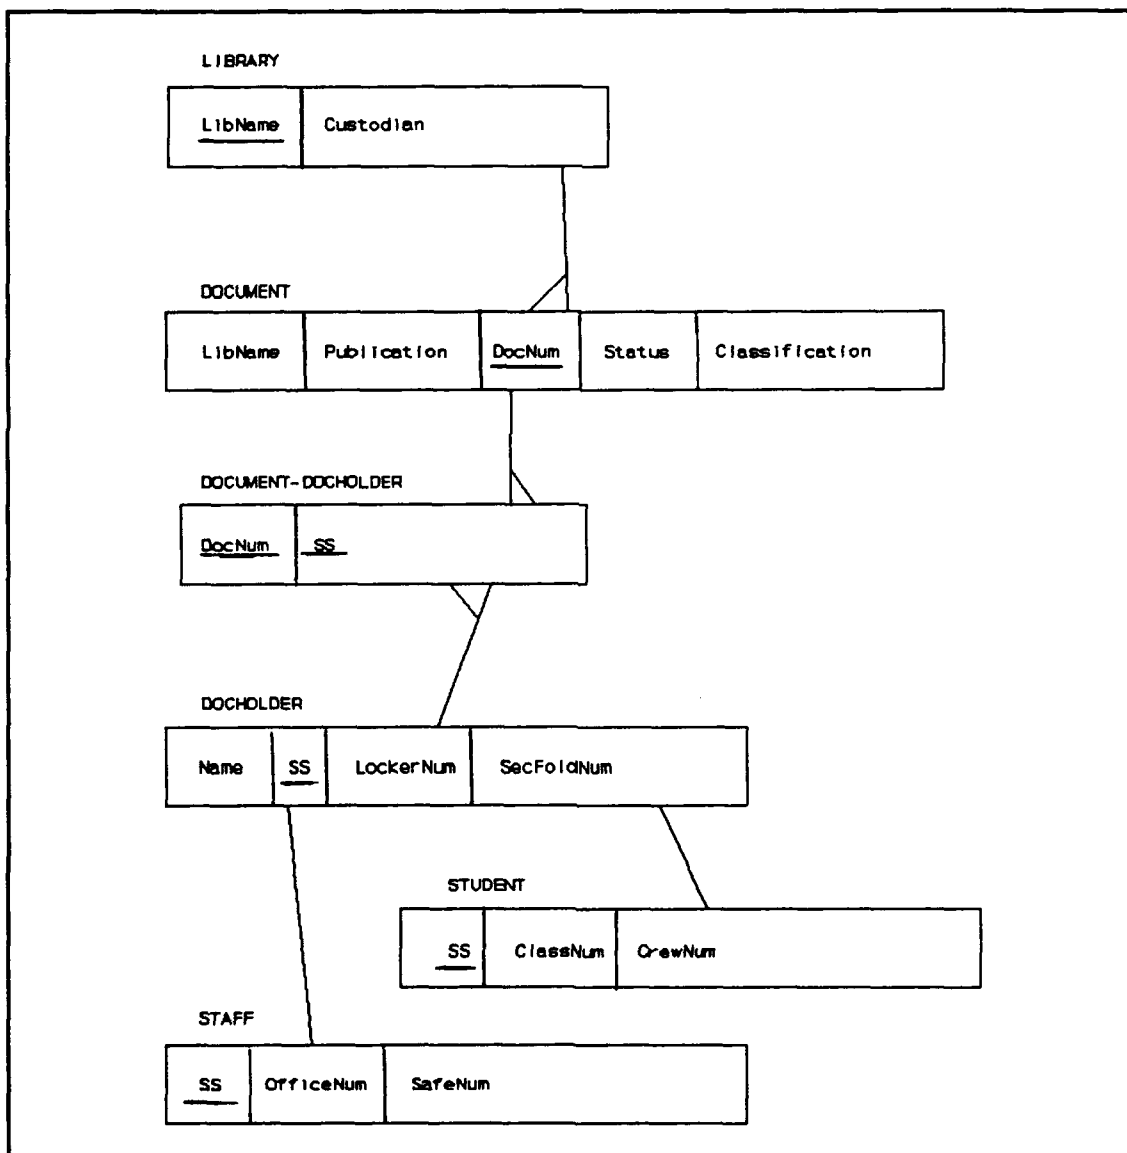 LIBRARY
LibName Custodian
DOCUMENT
LibName Publication DocNum Status Classification
DOCUMENT-DOCHOLDER
DocNum SS
DOCHOLDER
Name SS LockerNum SecFoldNum
STUDENT
SS ClassNum CrewNum
STAFF
SS OfficeNum SafeNum